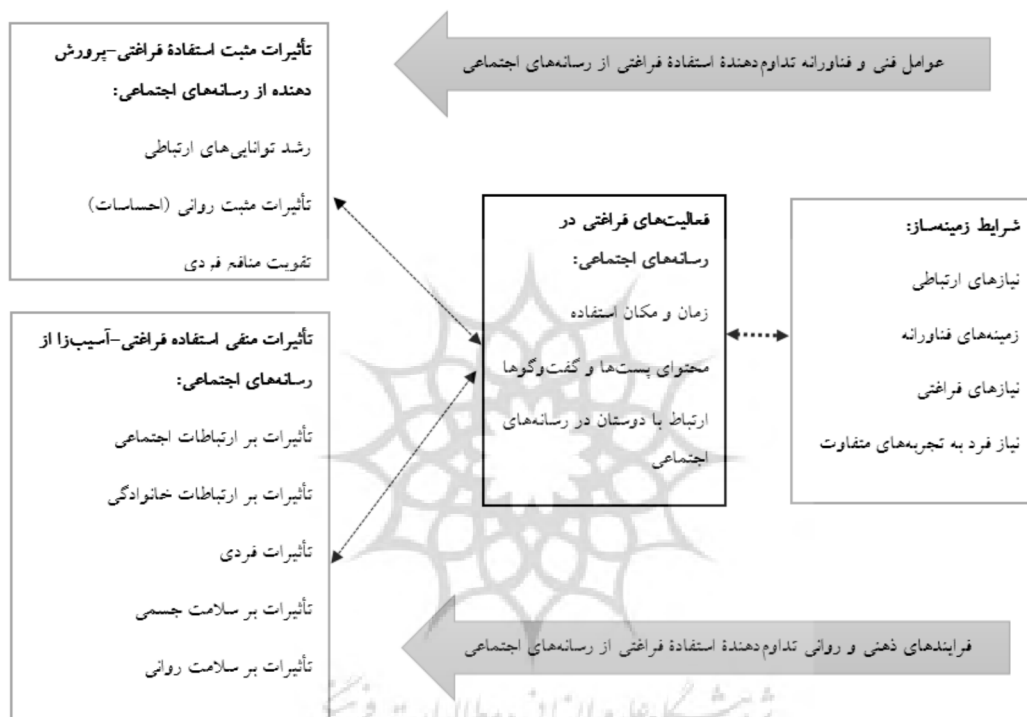 عوامل فنی و فناورانه تداوم‌دهندهٔ استفادهٔ فراغتی از رسانه‌های اجتماعی
شرایط زمینه‌ساز:
نیازهای ارتباطی
زمینه‌های فناورانه
نیازهای فراغتی
نیاز فرد به تجربه‌های متفاوت
فعالیت‌های فراغتی در
رسانه‌های اجتماعی:
زمان و مکان استفاده
محتوای پست‌ها و گفت‌وگوها
ارتباط با دوستان در رسانه‌های
اجتماعی
تأثیرات مثبت استفادهٔ فراغتی-پرورش
دهنده از رسانه‌های اجتماعی:
رشد توانایی‌های ارتباطی
تأثیرات مثبت روانی (احساسات)
تقویت منافع فردی
تأثیرات منفی استفاده فراغتی-آسیب‌زا از
رسانه‌های اجتماعی:
تأثیرات بر ارتباطات اجتماعی
تأثیرات بر ارتباطات خانوادگی
تأثیرات فردی
تأثیرات بر سلامت جسمی
تأثیرات بر سلامت روانی
فرایندهای ذهنی و روانی تداوم‌دهندهٔ استفادهٔ فراغتی از رسانه‌های اجتماعی